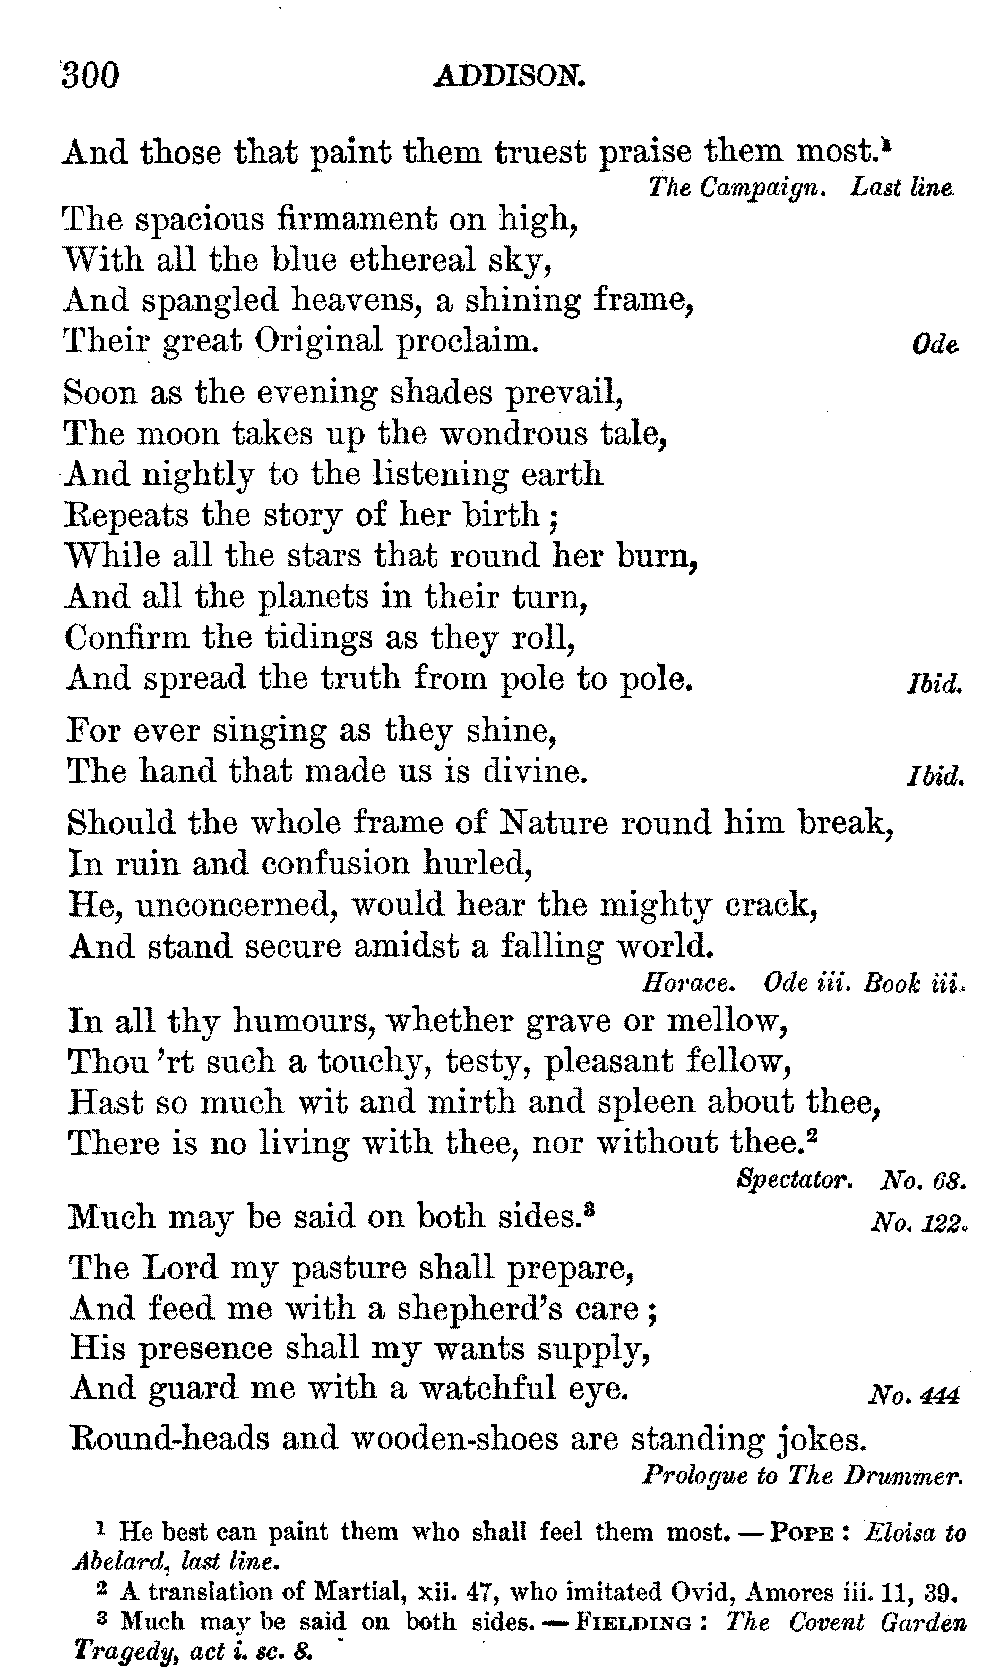 300 ADDISON.
And those that paint them truest praise them most.¹
The Campaign. Last line.
The spacious firmament on high,
With all the blue ethereal sky,
And spangled heavens, a shining frame,
Their great Original proclaim. Ode.
Soon as the evening shades prevail,
The moon takes up the wondrous tale,
And nightly to the listening earth
Repeats the story of her birth ;
While all the stars that round her burn,
And all the planets in their turn,
Confirm the tidings as they roll,
And spread the truth from pole to pole. Ibid.
For ever singing as they shine,
The hand that made us is divine. Ibid.
Should the whole frame of Nature round him break,
In ruin and confusion hurled,
He, unconcerned, would hear the mighty crack,
And stand secure amidst a falling world.
Horace. Ode iii. Book iii.
In all thy humours, whether grave or mellow,
Thou 'rt such a touchy, testy, pleasant fellow,
Hast so much wit and mirth and spleen about thee,
There is no living with thee, nor without thee.²
Spectator. No. 68.
Much may be said on both sides.³ No. 122.
The Lord my pasture shall prepare,
And feed me with a shepherd's care ;
His presence shall my wants supply,
And guard me with a watchful eye. No. 444
Round-heads and wooden-shoes are standing jokes.
Prologue to The Drummer.
1 He best can paint them who shall feel them most. — POPE : Eloisa to
Abelard, last line.
2 A translation of Martial, xii. 47, who imitated Ovid, Amores iii. 11, 39.
3 Much may be said on both sides. — FIELDING : The Covent Garden
Tragedy, act i. sc. 8.